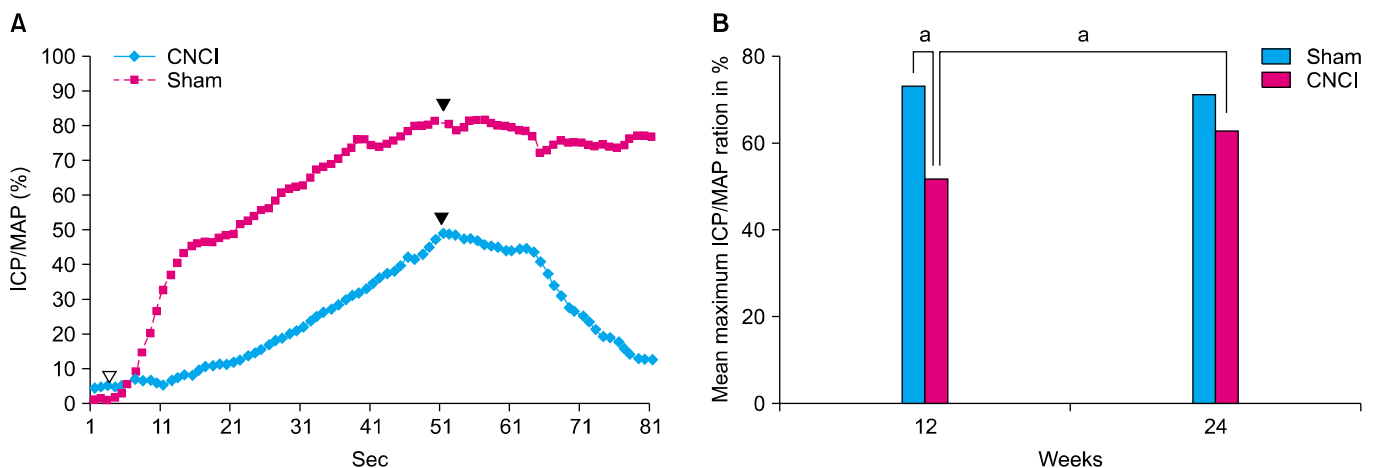 A
CNCI
Sham
ICP/MAP (%)
100
90
80
70
60
50
40
30
20
10
0
1 11 21 31 41 51 61 71 81
Sec
B
a a
Sham
CNCI
Mean maximum ICP/MAP ration in %
80
60
40
20
0
12 24
Weeks